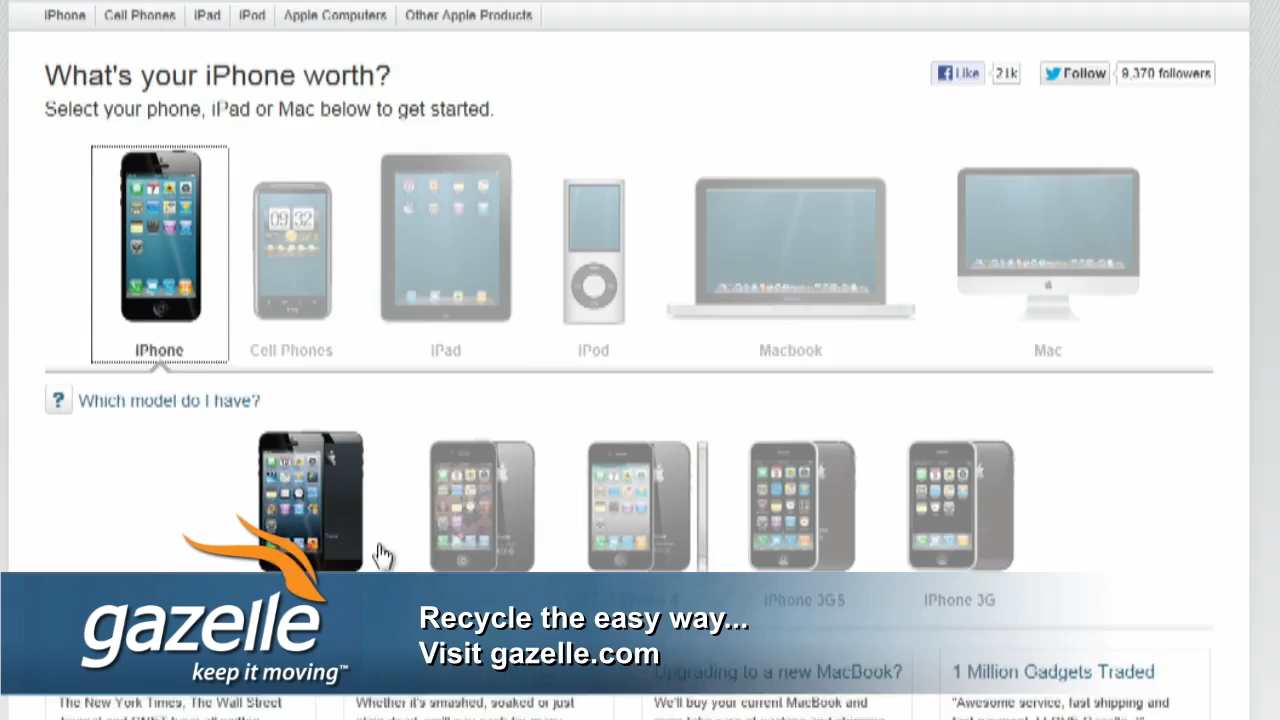 iPhone
Cell Phones
iPad
iPod
Apple Computers
Other Apple Products
What's your iPhone worth?
Like
21k
Follow
9,370 followers
Select your phone, iPad or Mac below to get started.
09 32
iPhone
Cell Phones
iPad
iPod
Macbook
Mac
? Which model do I have?
iPhone 3GS
iPhone 3G
gazelle
keep it moving™
Recycle the easy way...
Visit gazelle.com
Upgrading to a new MacBook?
1 Million Gadgets Traded
The New York Times, The Wall Street
Whether it's smashed, soaked or just
We'll buy your current MacBook and
"Awesome service, fast shipping and